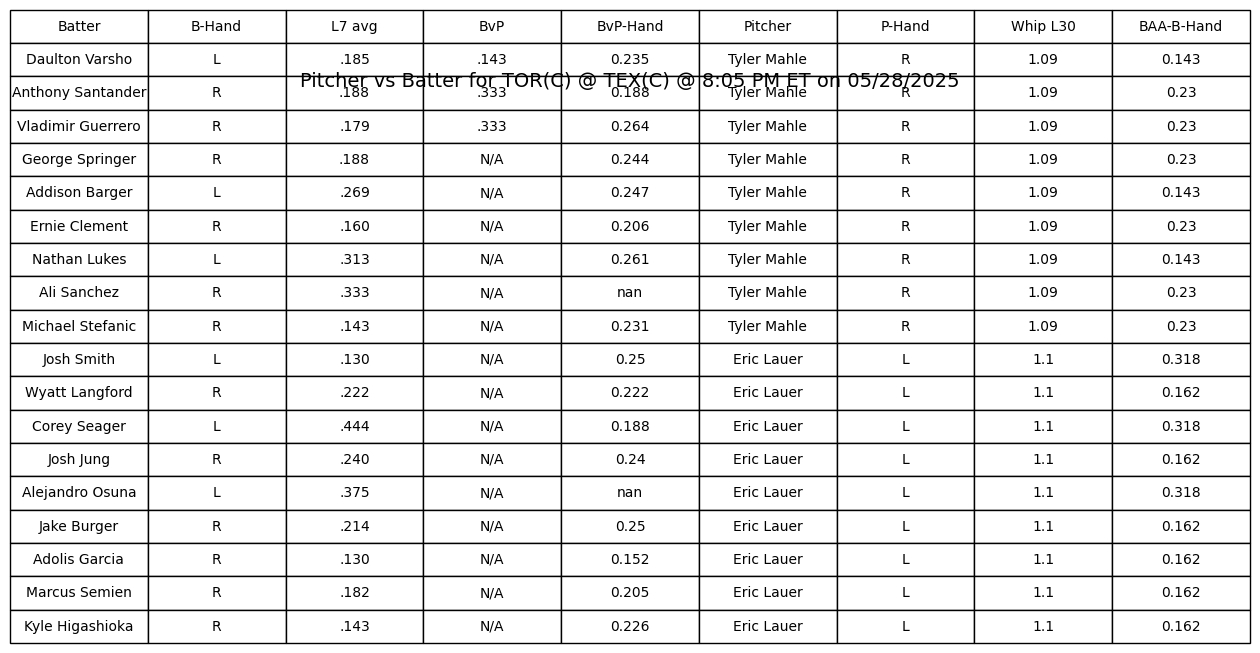 Batter B-Hand L7 avg BvP BvP-Hand Pitcher P-Hand Whip L30 BAA-B-Hand
Daulton Varsho L .185 .143 0.235 Tyler Mahle R 1.09 0.143
Pitcher vs Batter for TOR(C) @ TEX(C) @ 8:05 PM ET on 05/28/2025
Anthony Santander R .188 .333 0.188 Tyler Mahle R 1.09 0.23
Vladimir Guerrero R .179 .333 0.264 Tyler Mahle R 1.09 0.23
George Springer R .188 N/A 0.244 Tyler Mahle R 1.09 0.23
Addison Barger L .269 N/A 0.247 Tyler Mahle R 1.09 0.143
Ernie Clement R .160 N/A 0.206 Tyler Mahle R 1.09 0.23
Nathan Lukes L .313 N/A 0.261 Tyler Mahle R 1.09 0.143
Ali Sanchez R .333 N/A nan Tyler Mahle R 1.09 0.23
Michael Stefanic R .143 N/A 0.231 Tyler Mahle R 1.09 0.23
Josh Smith L .130 N/A 0.25 Eric Lauer L 1.1 0.318
Wyatt Langford R .222 N/A 0.222 Eric Lauer L 1.1 0.162
Corey Seager L .444 N/A 0.188 Eric Lauer L 1.1 0.318
Josh Jung R .240 N/A 0.24 Eric Lauer L 1.1 0.162
Alejandro Osuna L .375 N/A nan Eric Lauer L 1.1 0.318
Jake Burger R .214 N/A 0.25 Eric Lauer L 1.1 0.162
Adolis Garcia R .130 N/A 0.152 Eric Lauer L 1.1 0.162
Marcus Semien R .182 N/A 0.205 Eric Lauer L 1.1 0.162
Kyle Higashioka R .143 N/A 0.226 Eric Lauer L 1.1 0.162